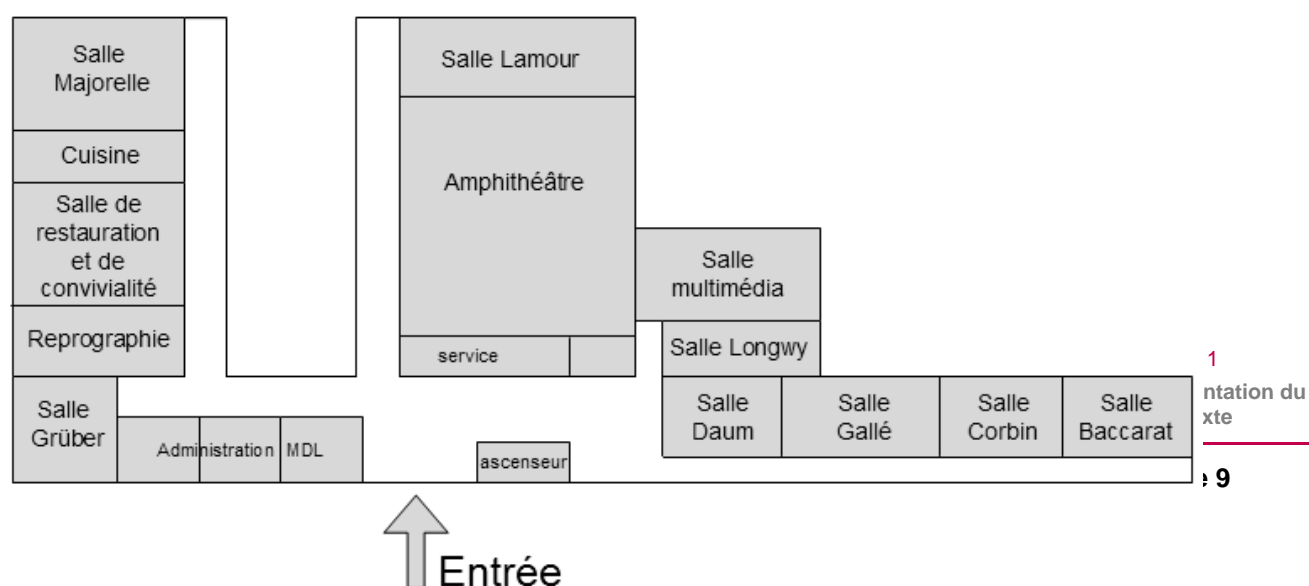 Salle
Majorelle
Cuisine
Salle de
restauration
et de
convivialité
Reprographie
Salle
Grüber
Administration
MDL
Salle Lamour
Amphithéâtre
service
ascenseur
Salle
multimédia
Salle Longwy
Salle
Daum
Salle
Gallé
Salle
Corbin
Salle
Baccarat
Entrée
1
ntation du
xte
9